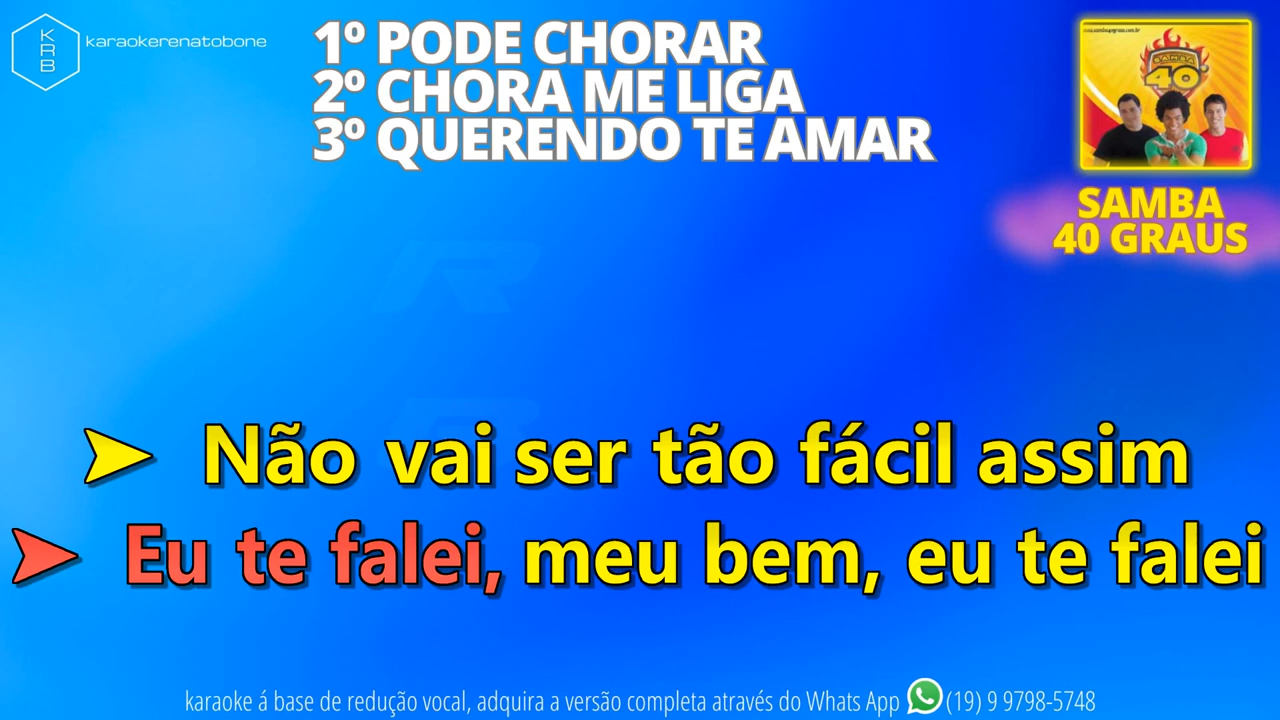 KRB
karaokerenatobone
1º PODE CHORAR
2º CHORA ME LIGA
3º QUERENDO TE AMAR
SAMBA
40
SAMBA
40 GRAUS
➤ Não vai ser tão fácil assim
➤ Eu te falei, meu bem, eu te falei
karaoke á base de redução vocal, adquira a versão completa através do Whats App (19) 9 9798-5748